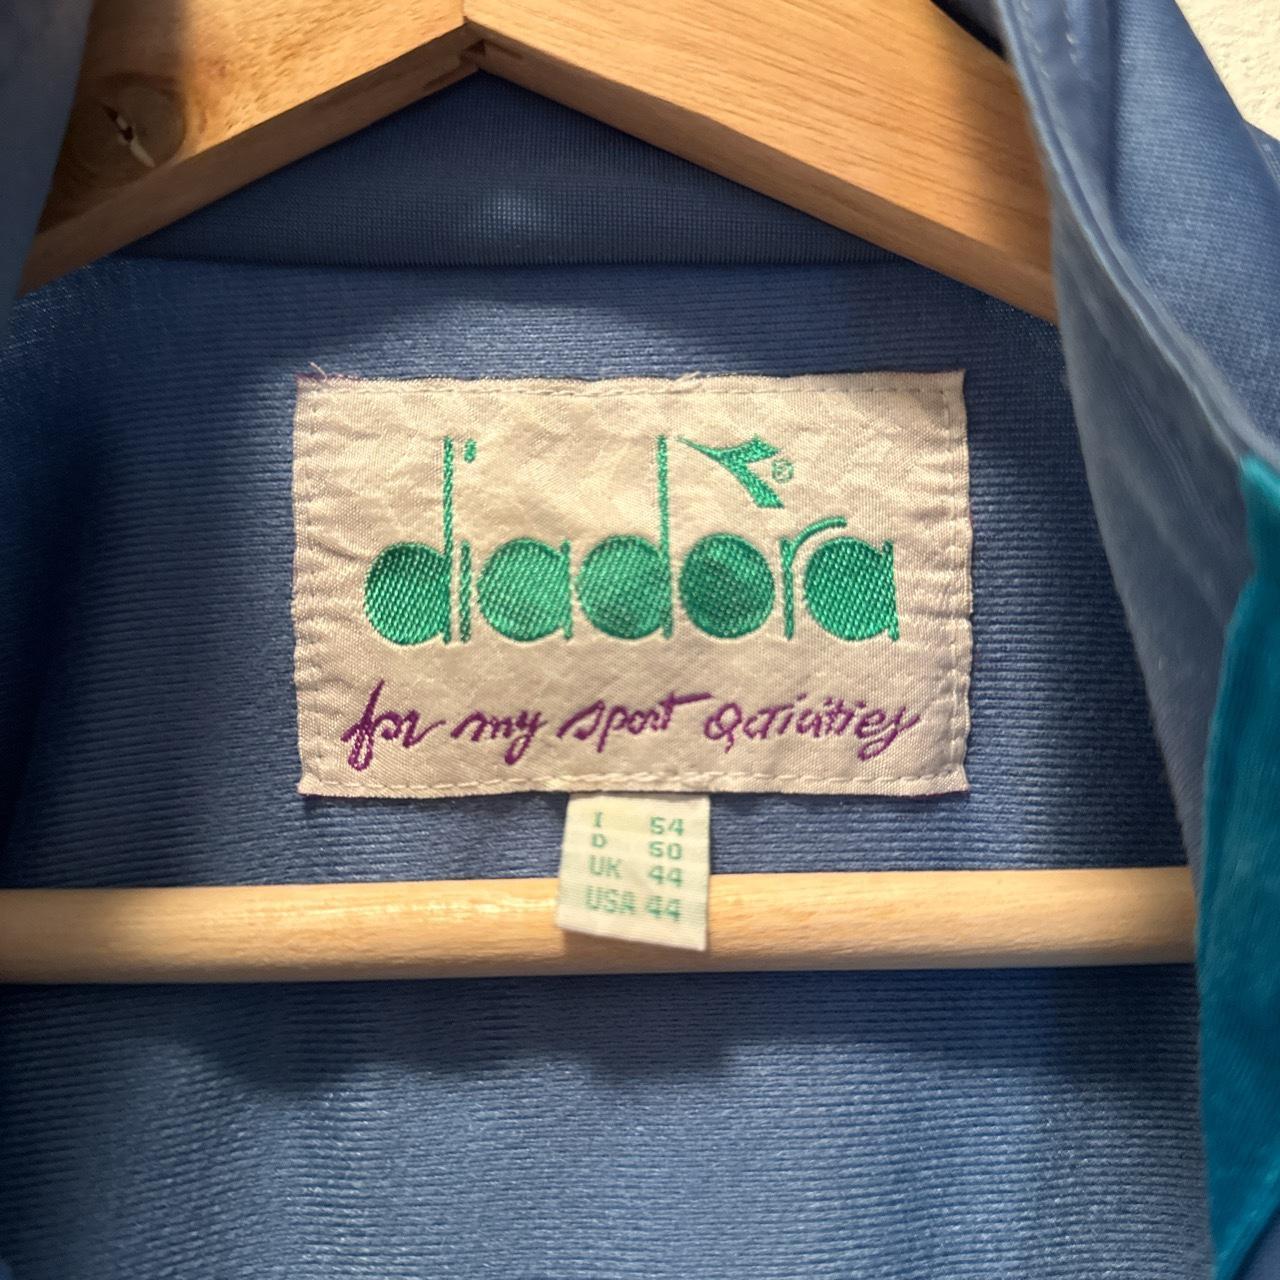 diadora®
for my sport activities
I 54
D 50
UK 44
USA 44